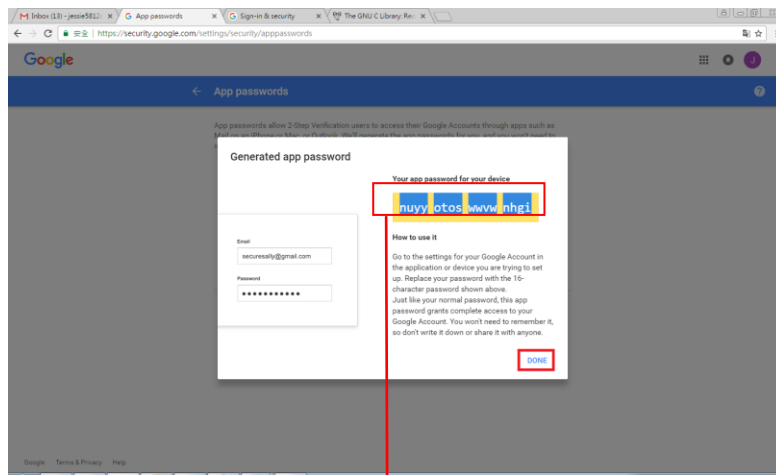 Inbox (13) - jessie5812
App passwords
Sign-in & security
The GNU C Library: Re
安全 | https://security.google.com/settings/security/apppasswords
Google
J
App passwords
App passwords allow 2-Step Verification users to access their Google Accounts through apps such as
Mail on an iPhone or Mac, or Outlook. We'll generate the app passwords for you, and you won't need to
Generated app password
Your app password for your device
nuyy otos wwvw nhgi
Email
securesally@gmail.com
Password
How to use it
Go to the settings for your Google Account in
the application or device you are trying to set
up. Replace your password with the 16-
character password shown above.
Just like your normal password, this app
password grants complete access to your
Google Account. You won't need to remember it,
so don't write it down or share it with anyone.
DONE
Google Terms & Privacy Help